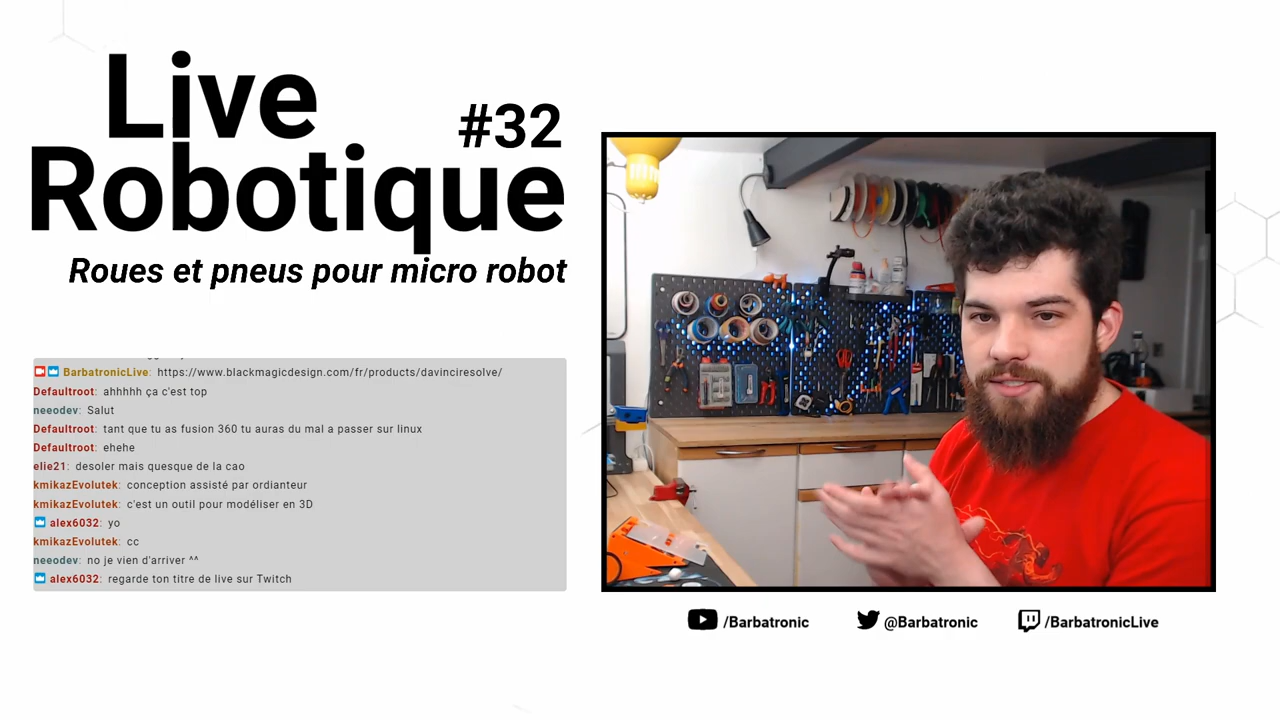 Live
#32
Robotique
Roues et pneus pour micro robot
BarbatronicLive: https://www.blackmagicdesign.com/fr/products/davinciresolve/
Defaultroot: ahhhhh ça c'est top
neeodev: Salut
Defaultroot: tant que tu as fusion 360 tu auras du mal a passer sur linux
Defaultroot: ehehe
elie21: desoler mais quesque de la cao
kmikazEvolutek: conception assisté par ordianteur
kmikazEvolutek: c'est un outil pour modéliser en 3D
alex6032: yo
kmikazEvolutek: cc
neeodev: no je vien d'arriver ^^
alex6032: regarde ton titre de live sur Twitch
/Barbatronic
@Barbatronic
/BarbatronicLive